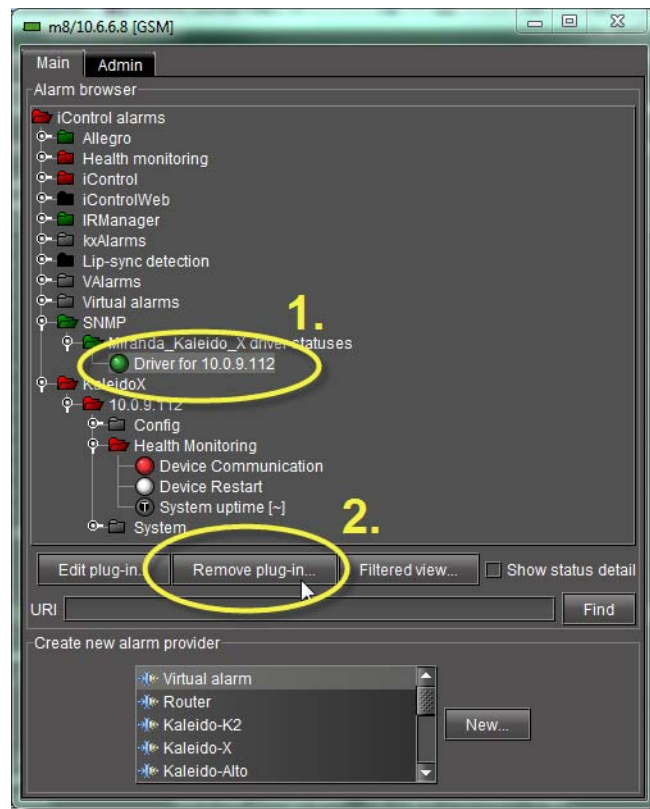 m8/10.6.6.8 [GSM]
Main Admin
Alarm browser
iControl alarms
Allegro
Health monitoring
iControl
iControlWeb
IRManager
kxAlarms
Lip-sync detection
VAlarms
Virtual alarms
1.
SNMP
Miranda_Kaleido_X driver statuses
Driver for 10.0.9.112
KaleidoX
10.0.9.112
Config
Health Monitoring
Device Communication
Device Restart
T System uptime [~]
2.
System
Edit plug-in... Remove plug-in... Filtered view... Show status detail
URI Find
Create new alarm provider
Virtual alarm
Router
Kaleido-K2
New...
Kaleido-X
Kaleido-Alto